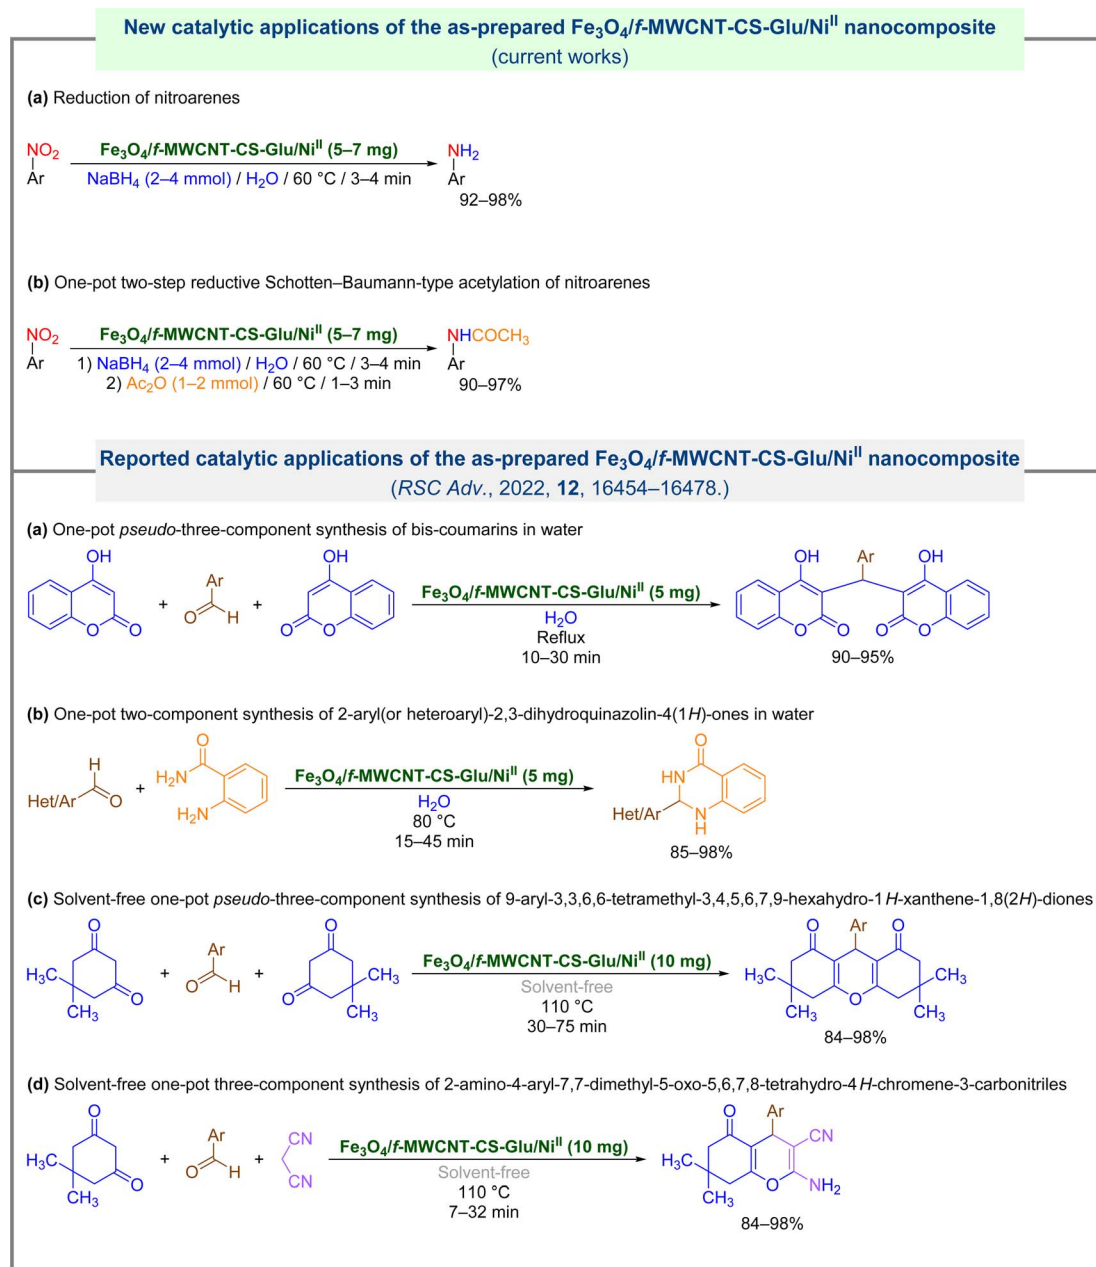 New catalytic applications of the as-prepared Fe₃O₄/f-MWCNT-CS-Glu/Niᴵᴵ nanocomposite
(current works)
(a) Reduction of nitroarenes
NO₂
Ar
Fe₃O₄/f-MWCNT-CS-Glu/Niᴵᴵ (5–7 mg)
NaBH₄ (2–4 mmol) / H₂O / 60 °C / 3–4 min
NH₂
Ar
92–98%
(b) One-pot two-step reductive Schotten–Baumann-type acetylation of nitroarenes
NO₂
Ar
Fe₃O₄/f-MWCNT-CS-Glu/Niᴵᴵ (5–7 mg)
1) NaBH₄ (2–4 mmol) / H₂O / 60 °C / 3–4 min
2) Ac₂O (1–2 mmol) / 60 °C / 1–3 min
NHCOCH₃
Ar
90–97%
Reported catalytic applications of the as-prepared Fe₃O₄/f-MWCNT-CS-Glu/Niᴵᴵ nanocomposite
(RSC Adv., 2022, 12, 16454–16478.)
(a) One-pot pseudo-three-component synthesis of bis-coumarins in water
OH
O
O
+
Ar
O
H
+
OH
O
O
Fe₃O₄/f-MWCNT-CS-Glu/Niᴵᴵ (5 mg)
H₂O
Reflux
10–30 min
OH
Ar
OH
O
O
O
O
90–95%
(b) One-pot two-component synthesis of 2-aryl(or heteroaryl)-2,3-dihydroquinazolin-4(1H)-ones in water
H
Het/Ar
O
+
O
H₂N
H₂N
Fe₃O₄/f-MWCNT-CS-Glu/Niᴵᴵ (5 mg)
H₂O
80 °C
15–45 min
O
HN
Het/Ar
N
H
85–98%
(c) Solvent-free one-pot pseudo-three-component synthesis of 9-aryl-3,3,6,6-tetramethyl-3,4,5,6,7,9-hexahydro-1H-xanthene-1,8(2H)-diones
O
H₃C
O
CH₃
+
Ar
O
H
+
O
CH₃
O
CH₃
Fe₃O₄/f-MWCNT-CS-Glu/Niᴵᴵ (10 mg)
Solvent-free
110 °C
30–75 min
O
Ar
O
H₃C
CH₃
O
CH₃
CH₃
84–98%
(d) Solvent-free one-pot three-component synthesis of 2-amino-4-aryl-7,7-dimethyl-5-oxo-5,6,7,8-tetrahydro-4H-chromene-3-carbonitriles
O
H₃C
O
CH₃
+
Ar
O
H
+
CN
CN
Fe₃O₄/f-MWCNT-CS-Glu/Niᴵᴵ (10 mg)
Solvent-free
110 °C
7–32 min
O
Ar
CN
H₃C
O
NH₂
CH₃
84–98%